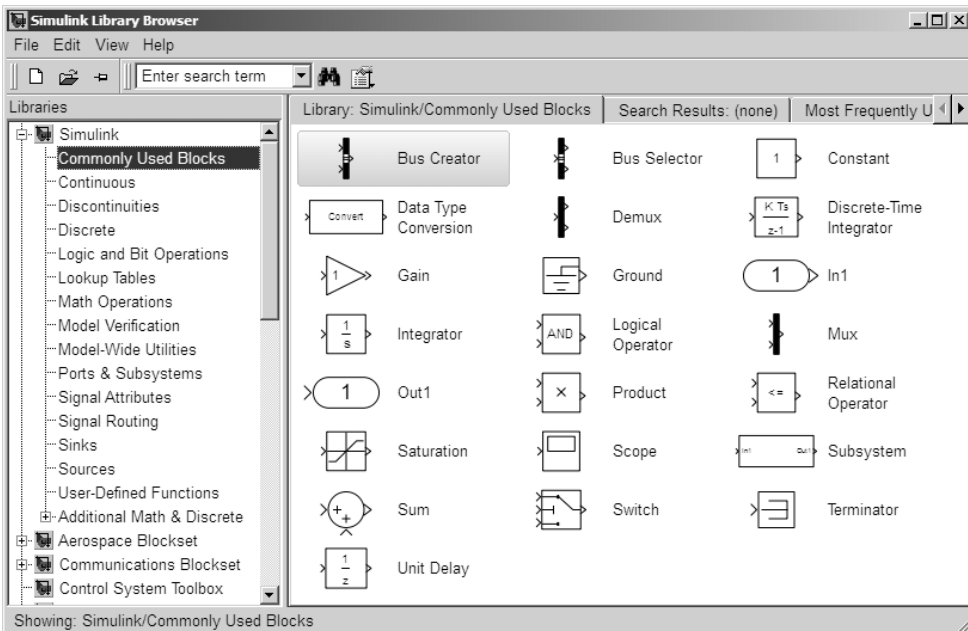 Simulink Library Browser
File Edit View Help
Enter search term
Libraries
Simulink
Commonly Used Blocks
Continuous
Discontinuities
Discrete
Logic and Bit Operations
Lookup Tables
Math Operations
Model Verification
Model-Wide Utilities
Ports & Subsystems
Signal Attributes
Signal Routing
Sinks
Sources
User-Defined Functions
Additional Math & Discrete
Aerospace Blockset
Communications Blockset
Control System Toolbox
Library: Simulink/Commonly Used Blocks Search Results: (none) Most Frequently U
Bus Creator
Bus Selector
1
Constant
Convert
Data Type
Conversion
Demux
K Ts
z-1
Discrete-Time
Integrator
1
Gain
Ground
1
In1
1
s
Integrator
AND
Logical
Operator
Mux
1
Out1
×
Product
<=
Relational
Operator
Saturation
Scope
In1 Out1
Subsystem
+
+
Sum
Switch
Terminator
1
z
Unit Delay
Showing: Simulink/Commonly Used Blocks